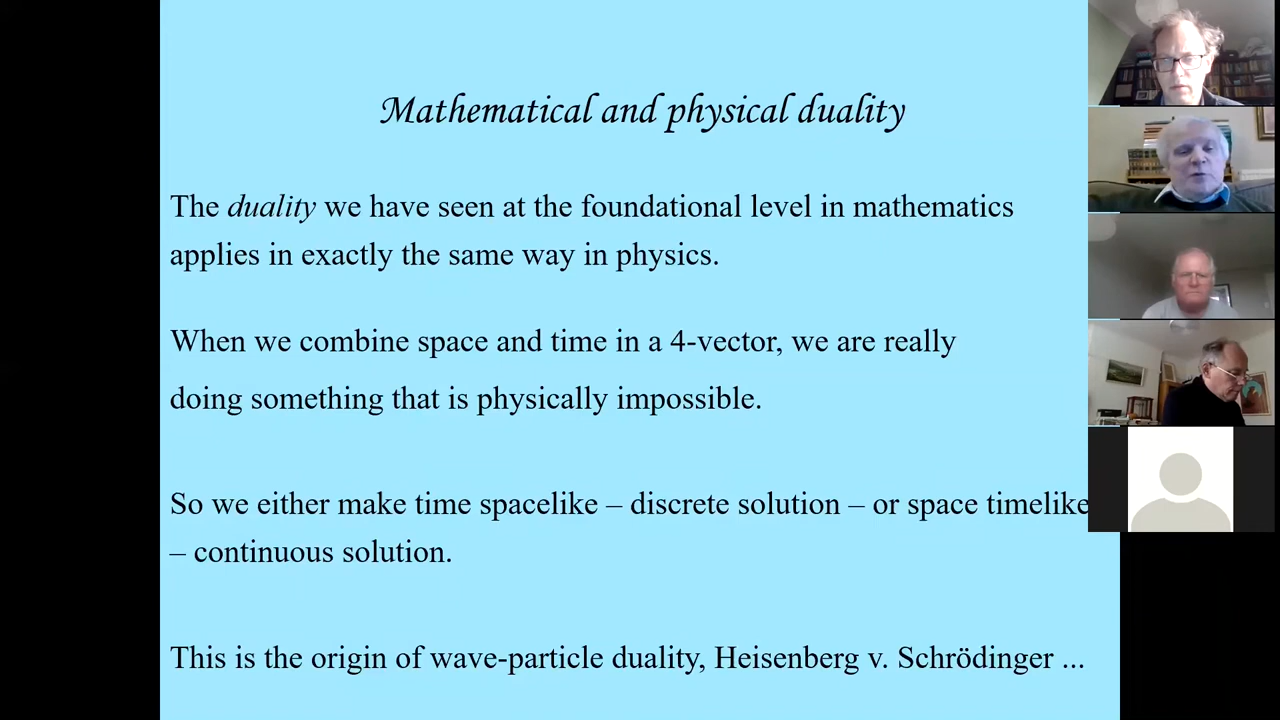 Mathematical and physical duality
The duality we have seen at the foundational level in mathematics
applies in exactly the same way in physics.
When we combine space and time in a 4-vector, we are really
doing something that is physically impossible.
So we either make time spacelike – discrete solution – or space timelike
– continuous solution.
This is the origin of wave-particle duality, Heisenberg v. Schrödinger ...